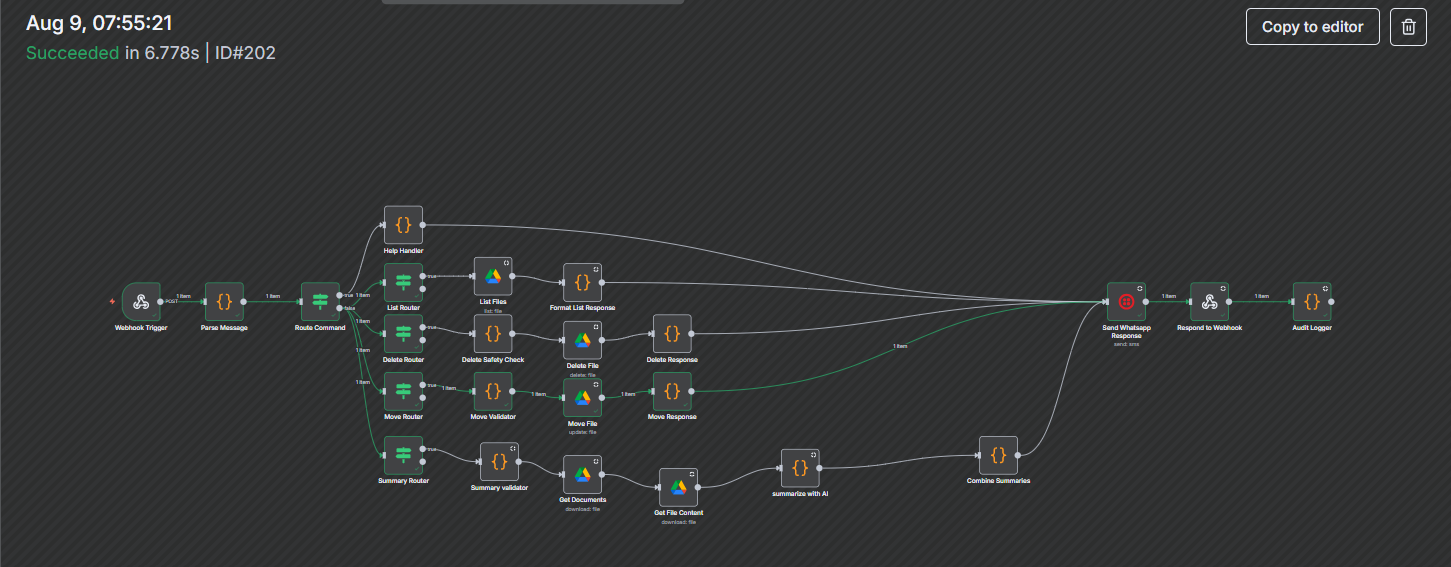 Aug 9, 07:55:21
Copy to editor
Succeeded in 6.778s | ID#202
Help Handler
List Router
true
List Files
list: file
Format List Response
Webhook Trigger
POST
1 item
Parse Message
1 item
Route Command
true
false
1 item
1 item
1 item
1 item
Delete Router
true
Delete Safety Check
Delete File
delete: file
Delete Response
Move Router
true
1 item
Move Validator
1 item
Move File
update: file
1 item
Move Response
1 item
Summary Router
true
Summary validator
Get Documents
download: file
Get File Content
download: file
summarize with AI
Combine Summaries
Send Whatsapp
Response
send: sms
1 item
Respond to Webhook
1 item
Audit Logger